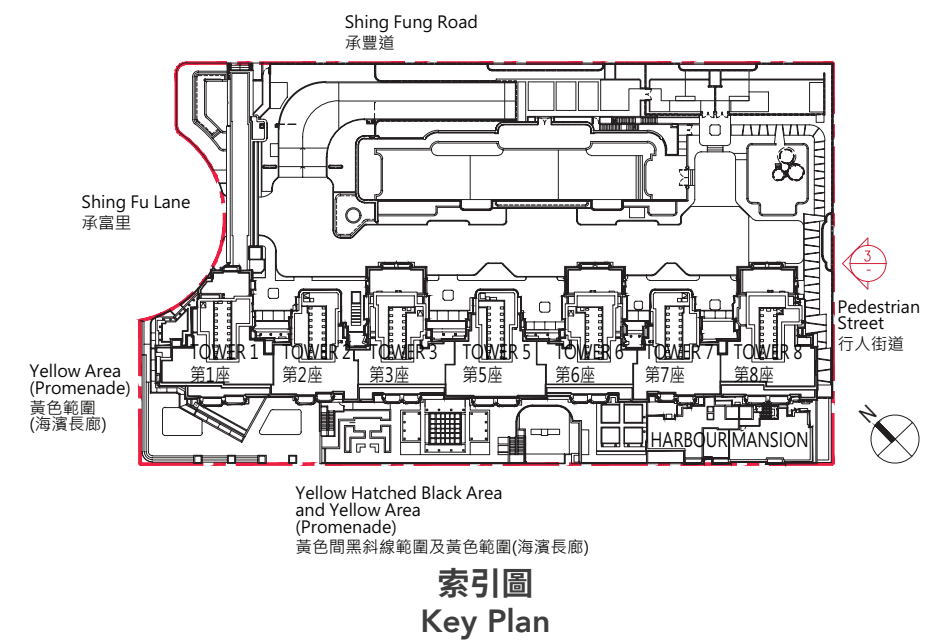 Shing Fung Road
承豐道
Shing Fu Lane
承富里
3
-
Pedestrian
Street
行人街道
TOWER 1
第1座
TOWER 2
第2座
TOWER 3
第3座
TOWER 5
第5座
TOWER 6
第6座
TOWER 7
第7座
TOWER 8
第8座
Yellow Area
(Promenade)
黃色範圍
(海濱長廊)
N
HARBOUR MANSION
Yellow Hatched Black Area
and Yellow Area
(Promenade)
黃色間黑斜線範圍及黃色範圍(海濱長廊)
索引圖
Key Plan